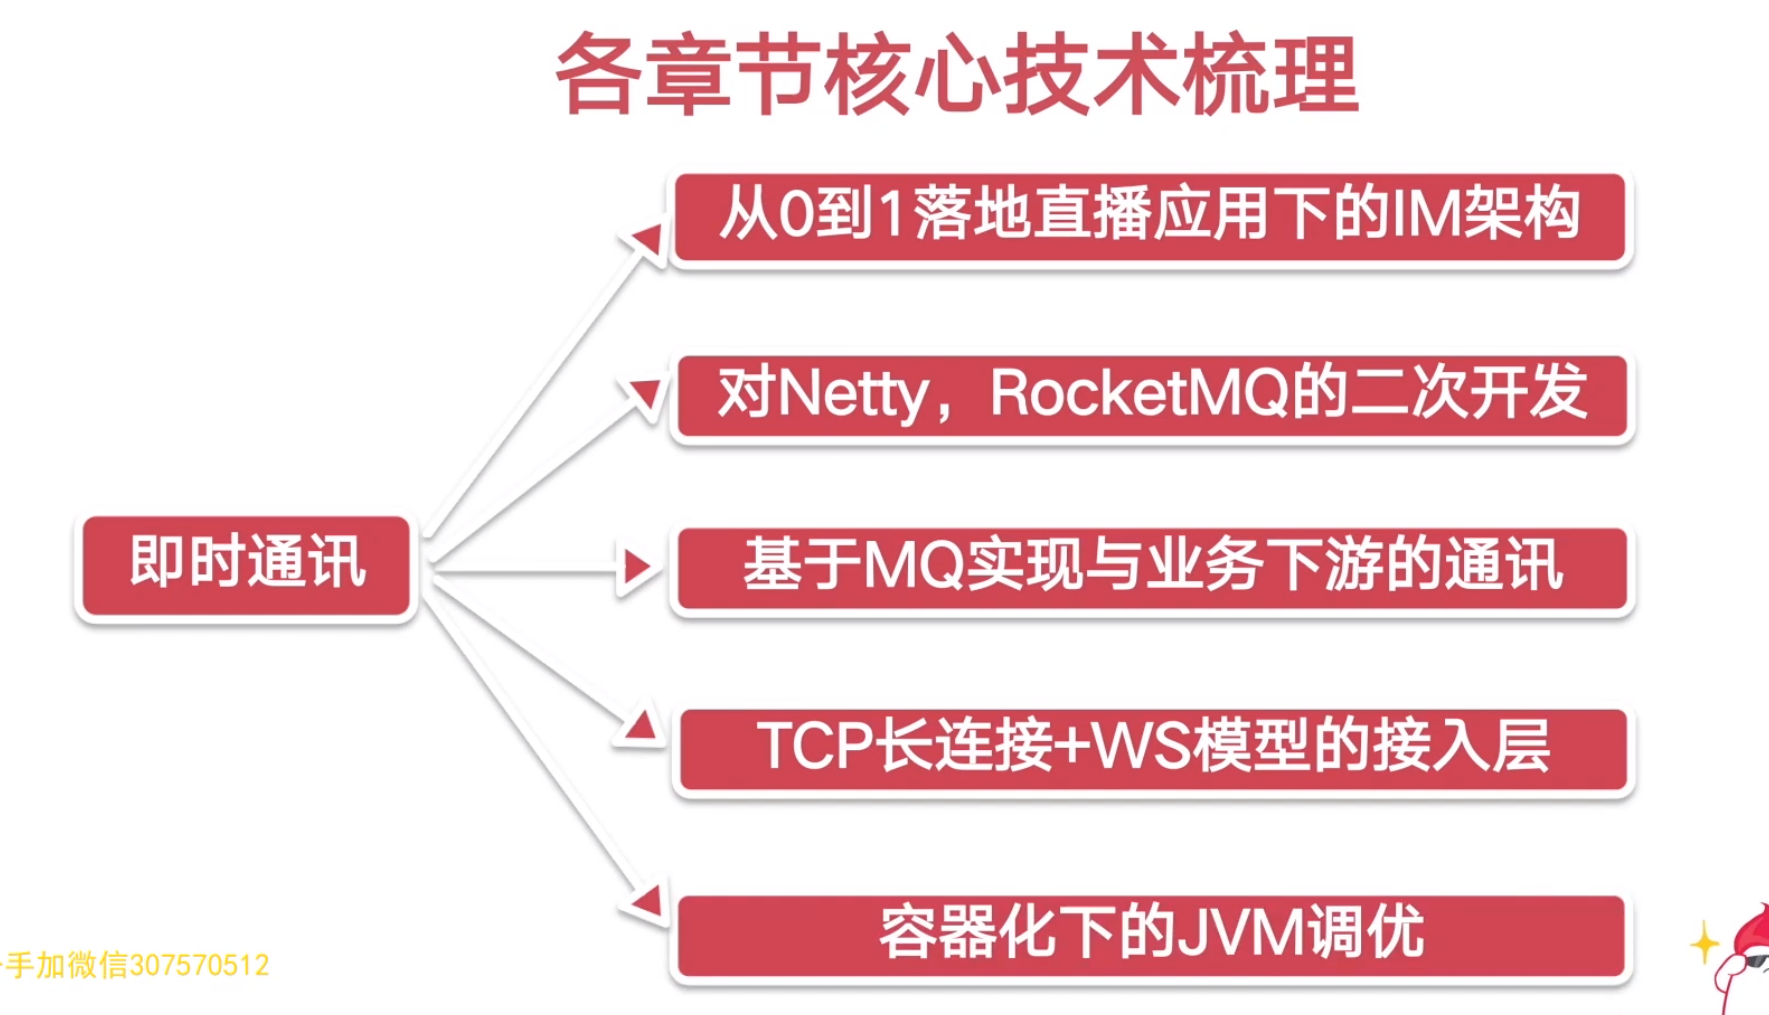 各章节核心技术梳理
从0到1落地直播应用下的IM架构
对Netty，RocketMQ的二次开发
即时通讯
基于MQ实现与业务下游的通讯
TCP长连接+WS模型的接入层
容器化下的JVM调优
手加微信307570512